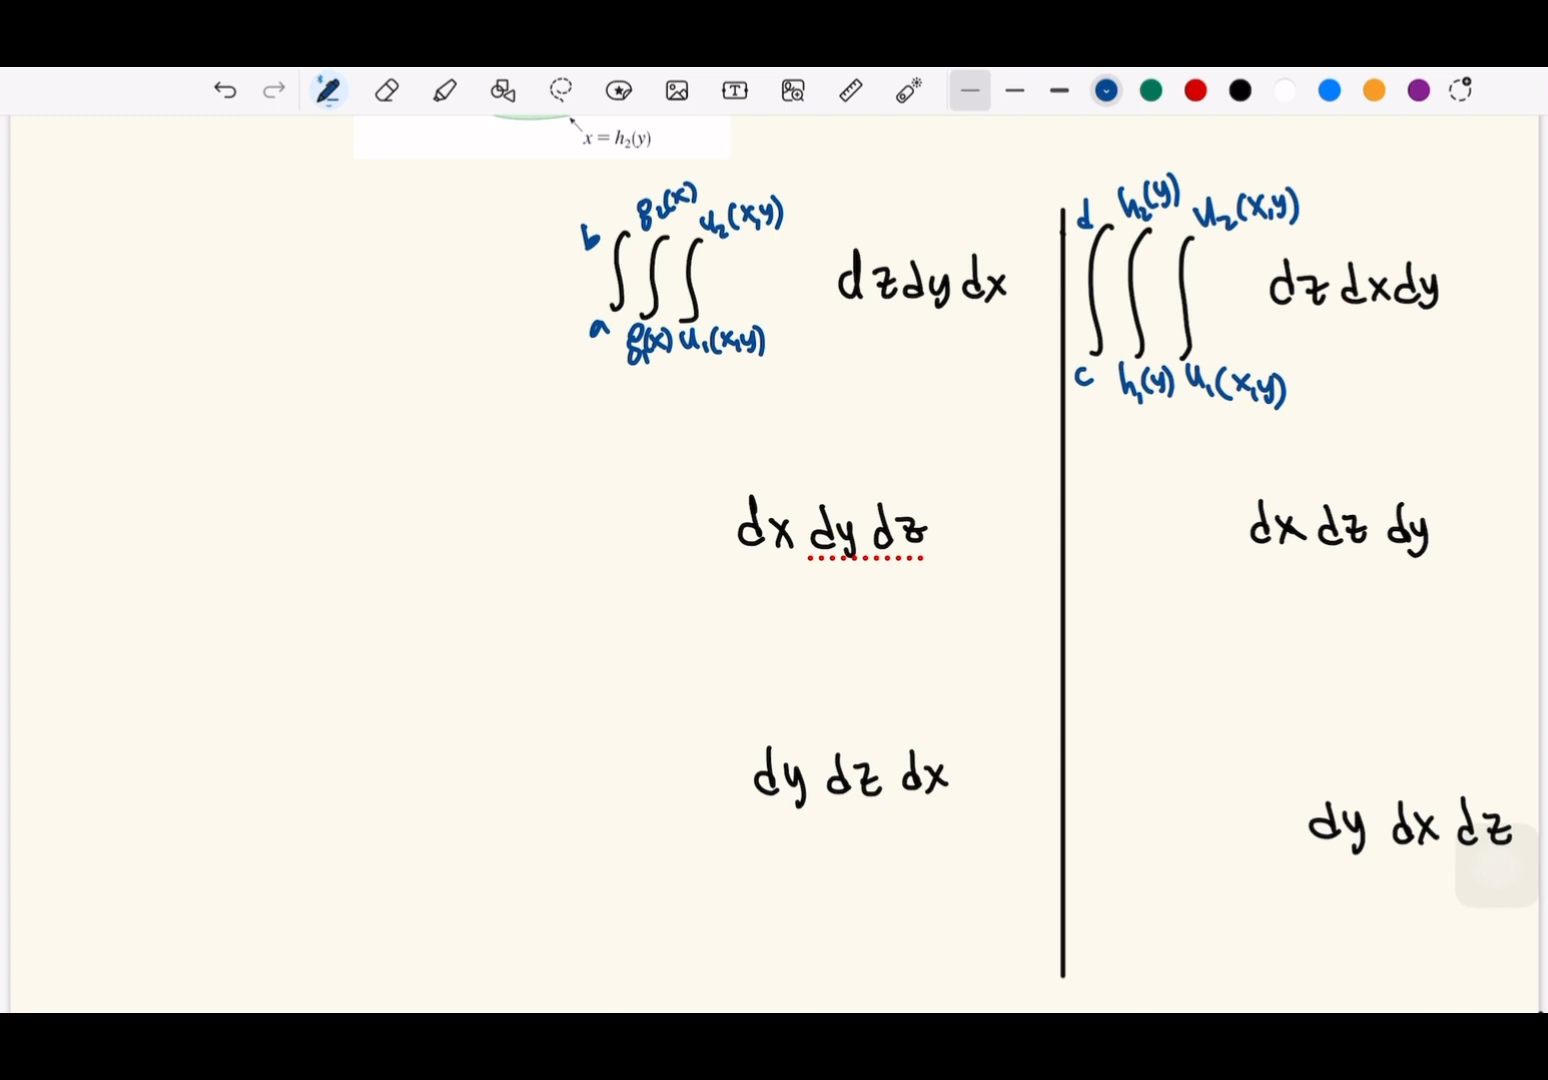 x = h₂(y)
b g₂(x) u₂(x,y)
∫∫∫ dz dy dx
a g₁(x) u₁(x,y)
d h₂(y) u₂(x,y)
∫∫∫ dz dx dy
c h₁(y) u₁(x,y)
dx dy dz
dx dz dy
dy dz dx
dy dx dz